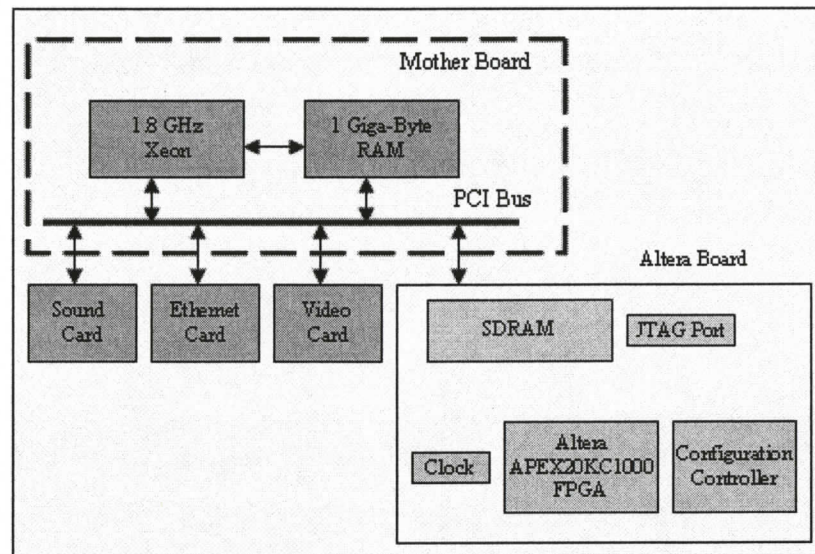 Mother Board
1.8 GHz
Xeon
1 Giga-Byte
RAM
PCI Bus
Altera Board
Sound
Card
Ethernet
Card
Video
Card
SDRAM
JTAG Port
Clock
Altera
APEX20KC1000
FPGA
Configuration
Controller